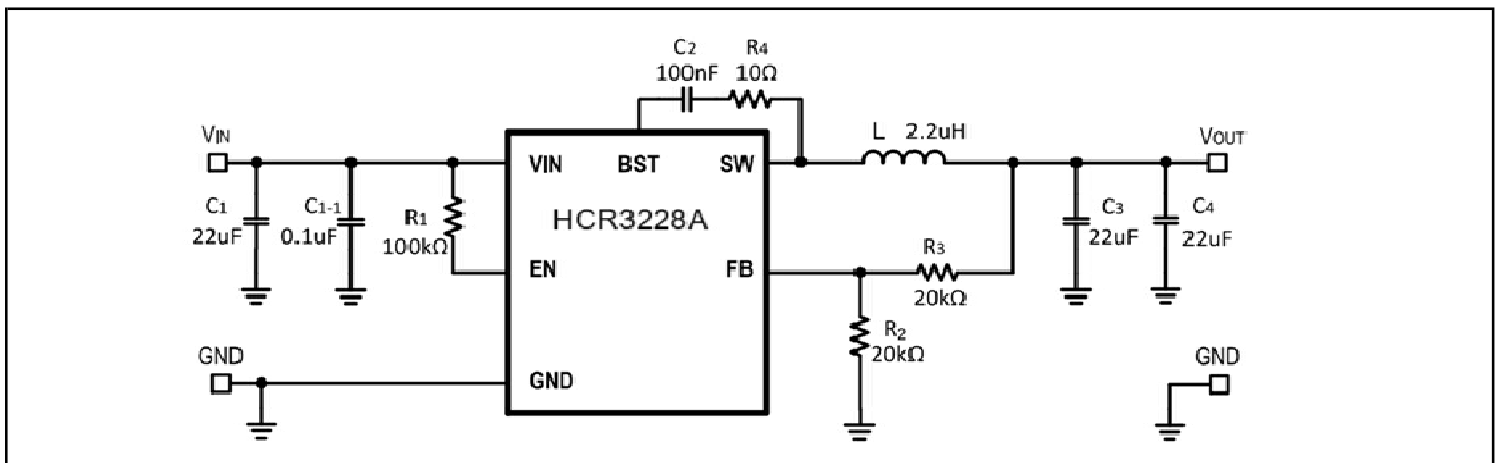 C2 R4
100nF 10Ω
VIN
L 2.2uH
VOUT
VIN BST SW
C1
22uF
C1-1
0.1uF
R1
100kΩ
HCR3228A
C3
22uF
C4
22uF
EN FB
R3
20kΩ
R2
20kΩ
GND
GND
GND